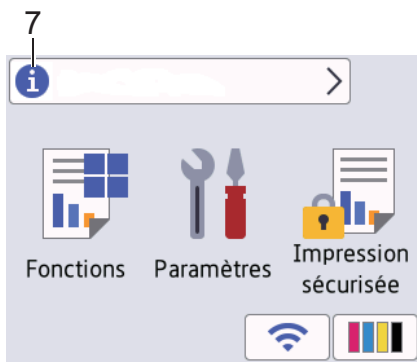 7
i
Fonctions
Paramètres
Impression
sécurisée